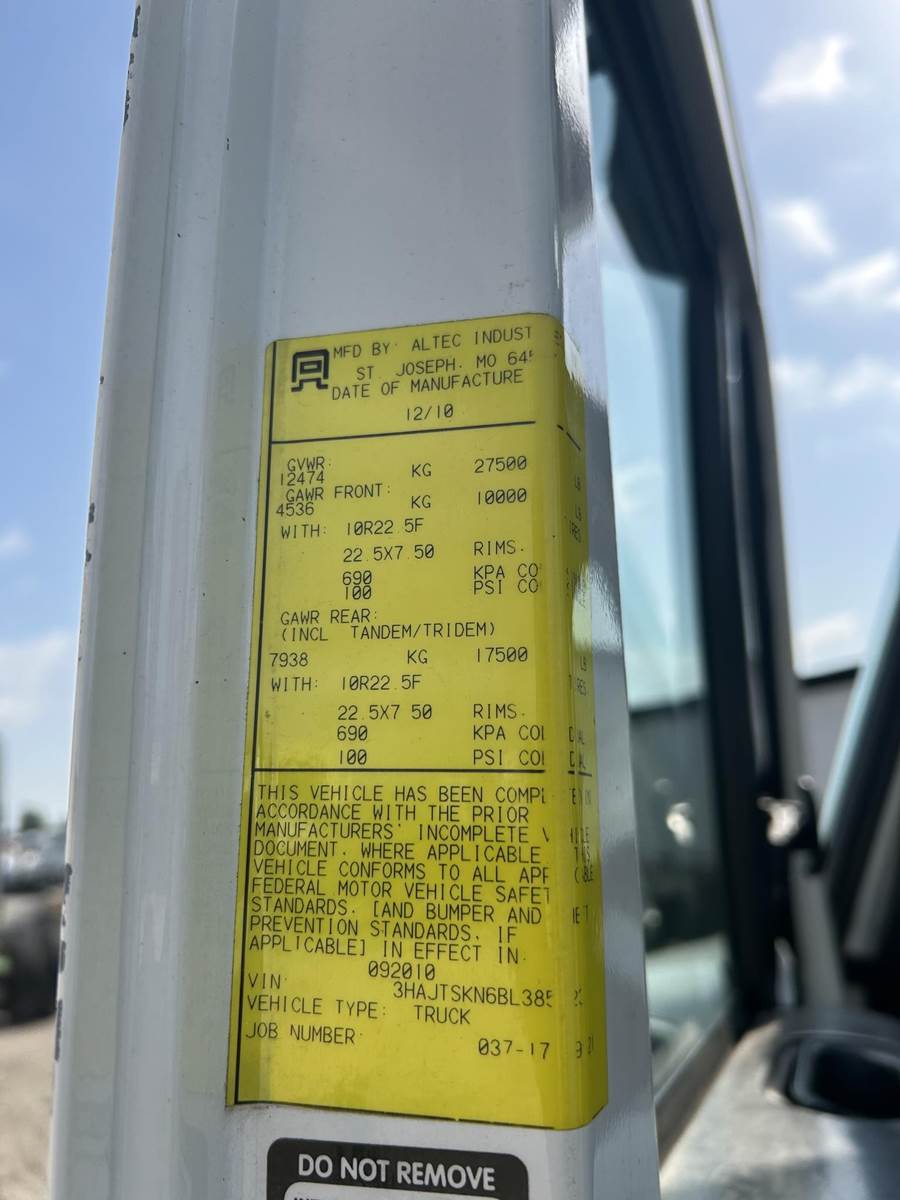 MFD BY: ALTEC INDUST
ST. JOSEPH, MO 64
DATE OF MANUFACTURE
12/10
GVWR:
12474 KG 27500 LB
GAWR FRONT:
4536 KG 10000 LB
WITH: 10R22.5F
22.5X7.50 RIMS.
690 KPA CO
100 PSI CO
GAWR REAR:
(INCL TANDEM/TRIDEM)
7938 KG 17500 LB
WITH: 10R22.5F
22.5X7.50 RIMS.
690 KPA COL
100 PSI COL
THIS VEHICLE HAS BEEN COMPL
ACCORDANCE WITH THE PRIOR
MANUFACTURERS' INCOMPLETE
DOCUMENT. WHERE APPLICABLE,
VEHICLE CONFORMS TO ALL
FEDERAL MOTOR VEHICLE SAFET
STANDARDS, [AND BUMPER AND
PREVENTION STANDARDS, IF
APPLICABLE] IN EFFECT IN:
092010
VIN: 3HAJTSKN6BL385
VEHICLE TYPE: TRUCK
JOB NUMBER: 037-17
DO NOT REMOVE